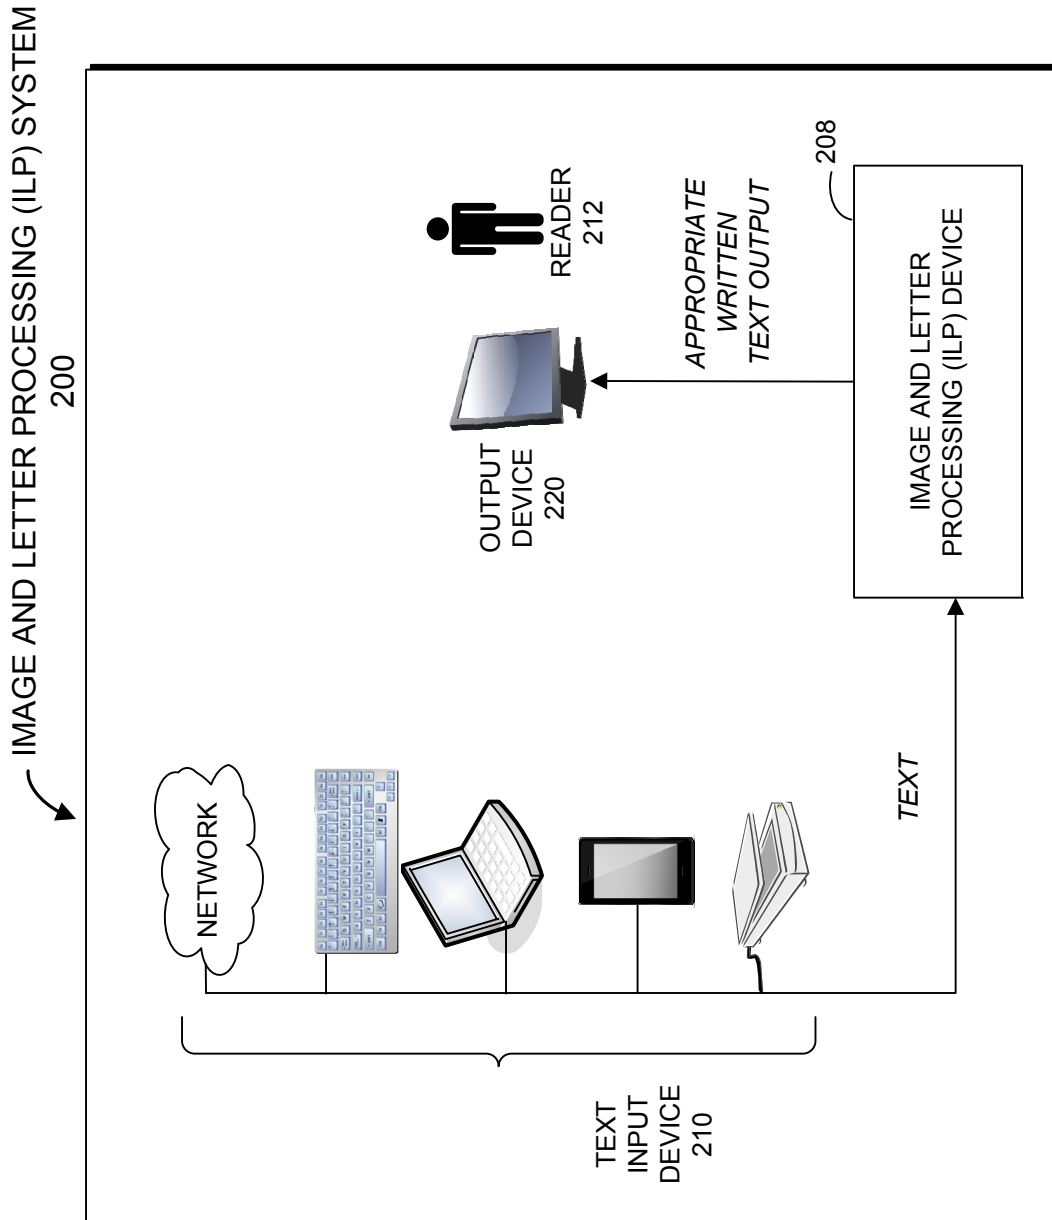 IMAGE AND LETTER PROCESSING (ILP) SYSTEM
200
NETWORK
TEXT
INPUT
DEVICE
210
OUTPUT
DEVICE
220
READER
212
APPROPRIATE
WRITTEN
TEXT OUTPUT
TEXT
208
IMAGE AND LETTER
PROCESSING (ILP) DEVICE